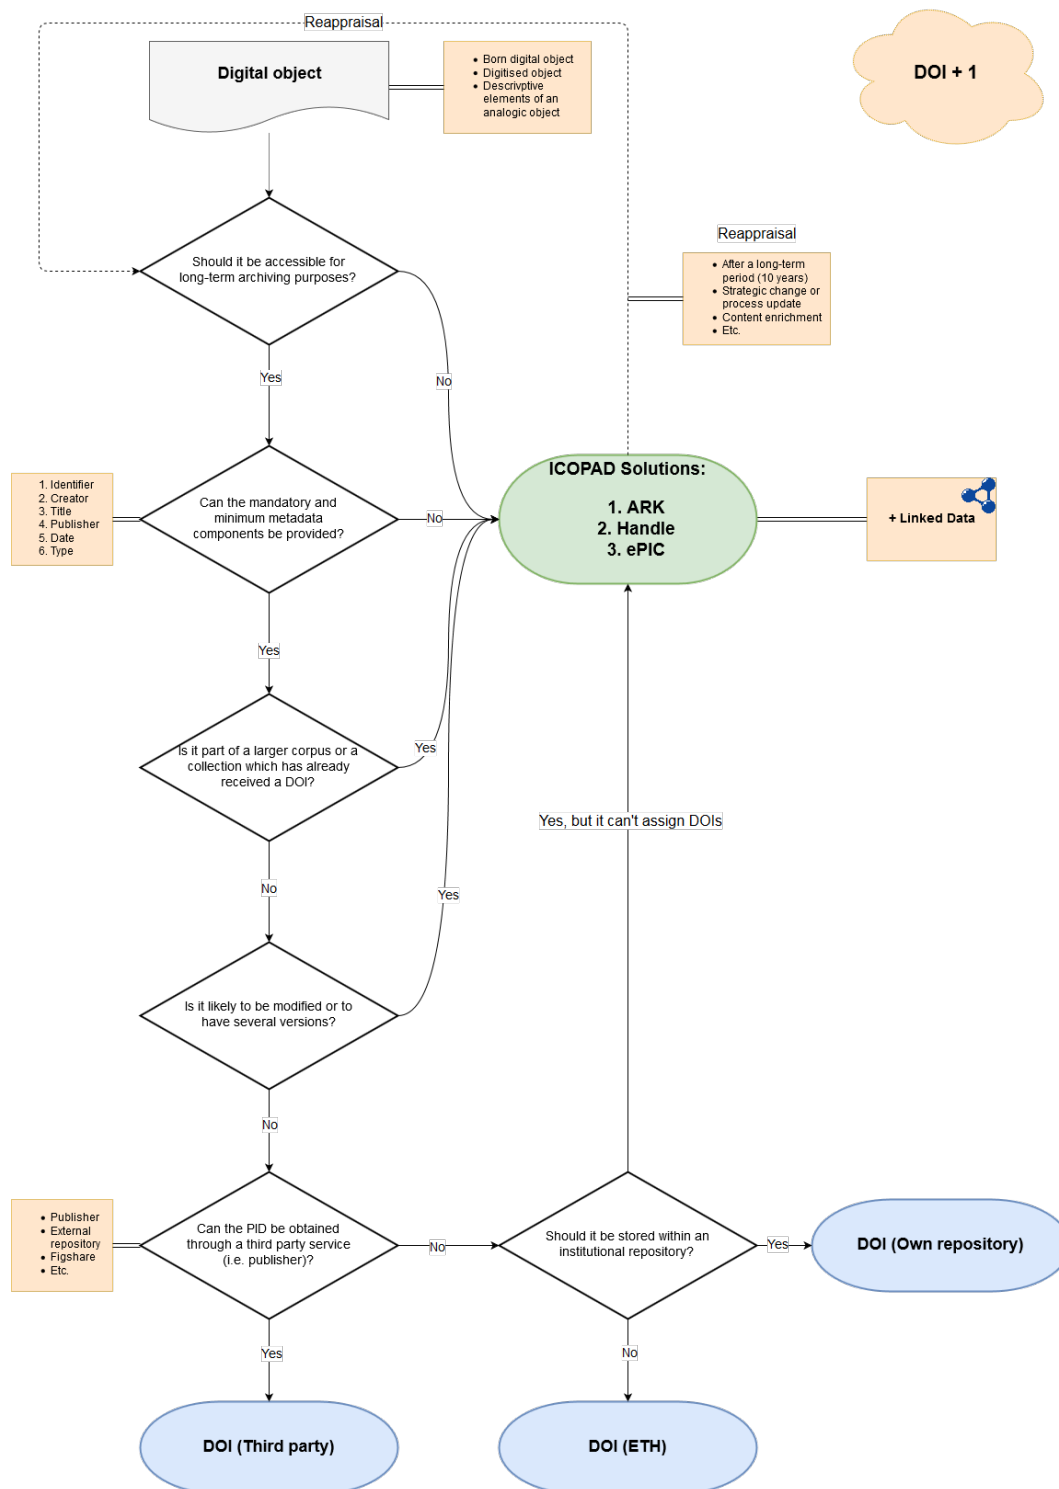 Reappraisal
Digital object
• Born digital object
• Digitised object
• Descrivptive
elements of an
analogic object
DOI + 1
Should it be accessible for
long-term archiving purposes?
Reappraisal
• After a long-term
period (10 years)
• Strategic change or
process update
• Content enrichment
• Etc.
Yes
No
1. Identifier
2. Creator
3. Title
4. Publisher
5. Date
6. Type
Can the mandatory and
minimum metadata
components be provided?
No
ICOPAD Solutions:
1. ARK
2. Handle
3. ePIC
+ Linked Data
Yes
Is it part of a larger corpus or a
collection which has already
received a DOI?
Yes
Yes, but it can't assign DOIs
No
Yes
Is it likely to be modified or to
have several versions?
No
• Publisher
• External
repository
• Figshare
• Etc.
Can the PID be obtained
through a third party service
(i.e. publisher)?
No
Should it be stored within an
institutional repository?
Yes
DOI (Own repository)
Yes
No
DOI (Third party)
DOI (ETH)